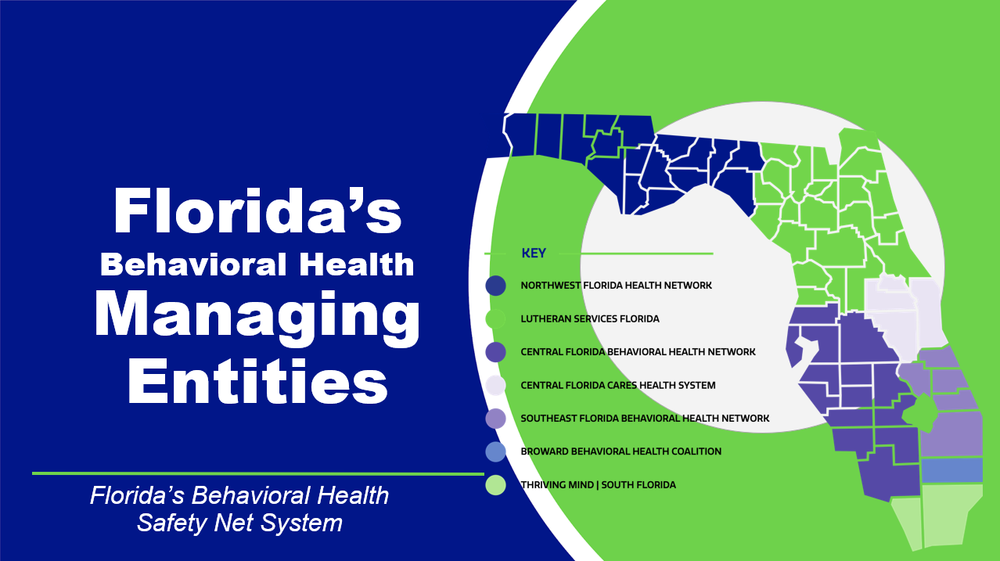 Florida’s
Behavioral Health
Managing
Entities
Florida’s Behavioral Health
Safety Net System
KEY
NORTHWEST FLORIDA HEALTH NETWORK
LUTHERAN SERVICES FLORIDA
CENTRAL FLORIDA BEHAVIORAL HEALTH NETWORK
CENTRAL FLORIDA CARES HEALTH SYSTEM
SOUTHEAST FLORIDA BEHAVIORAL HEALTH NETWORK
BROWARD BEHAVIORAL HEALTH COALITION
THRIVING MIND | SOUTH FLORIDA